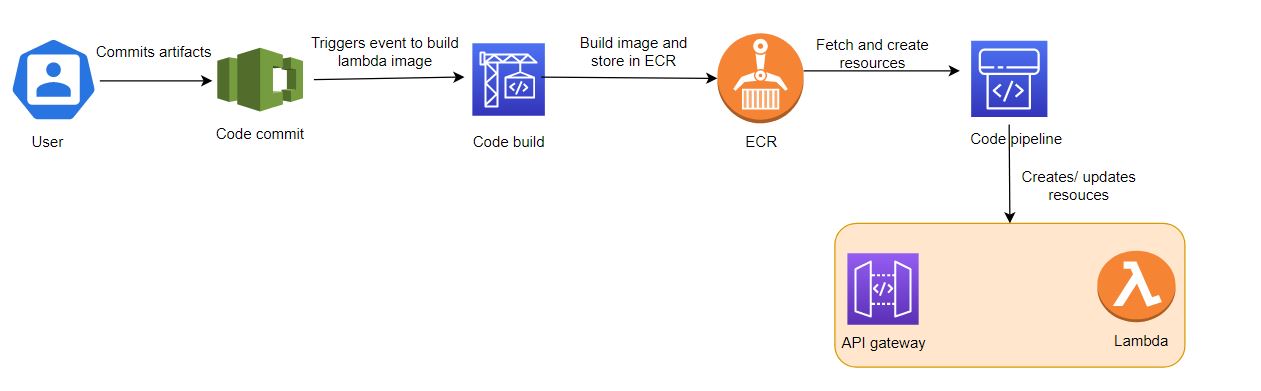 Commits artifacts
Triggers event to build
lambda image
Build image and
store in ECR
Fetch and create
resources
</>
</>
User
Code commit
Code build
ECR
Code pipeline
Creates/ updates
resouces
</>
API gateway
λ
Lambda